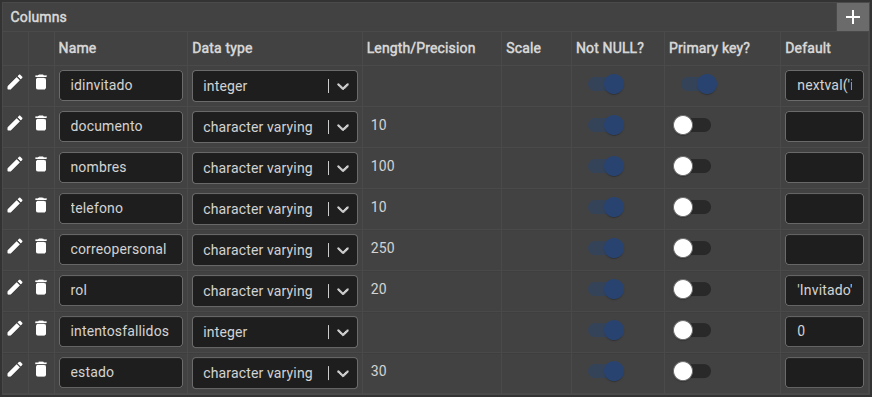 Columns
Name Data type Length/Precision Scale Not NULL? Primary key? Default
idinvitado integer nextval('i
documento character varying 10
nombres character varying 100
telefono character varying 10
correopersonal character varying 250
rol character varying 20 'Invitado'
intentosfallidos integer 0
estado character varying 30